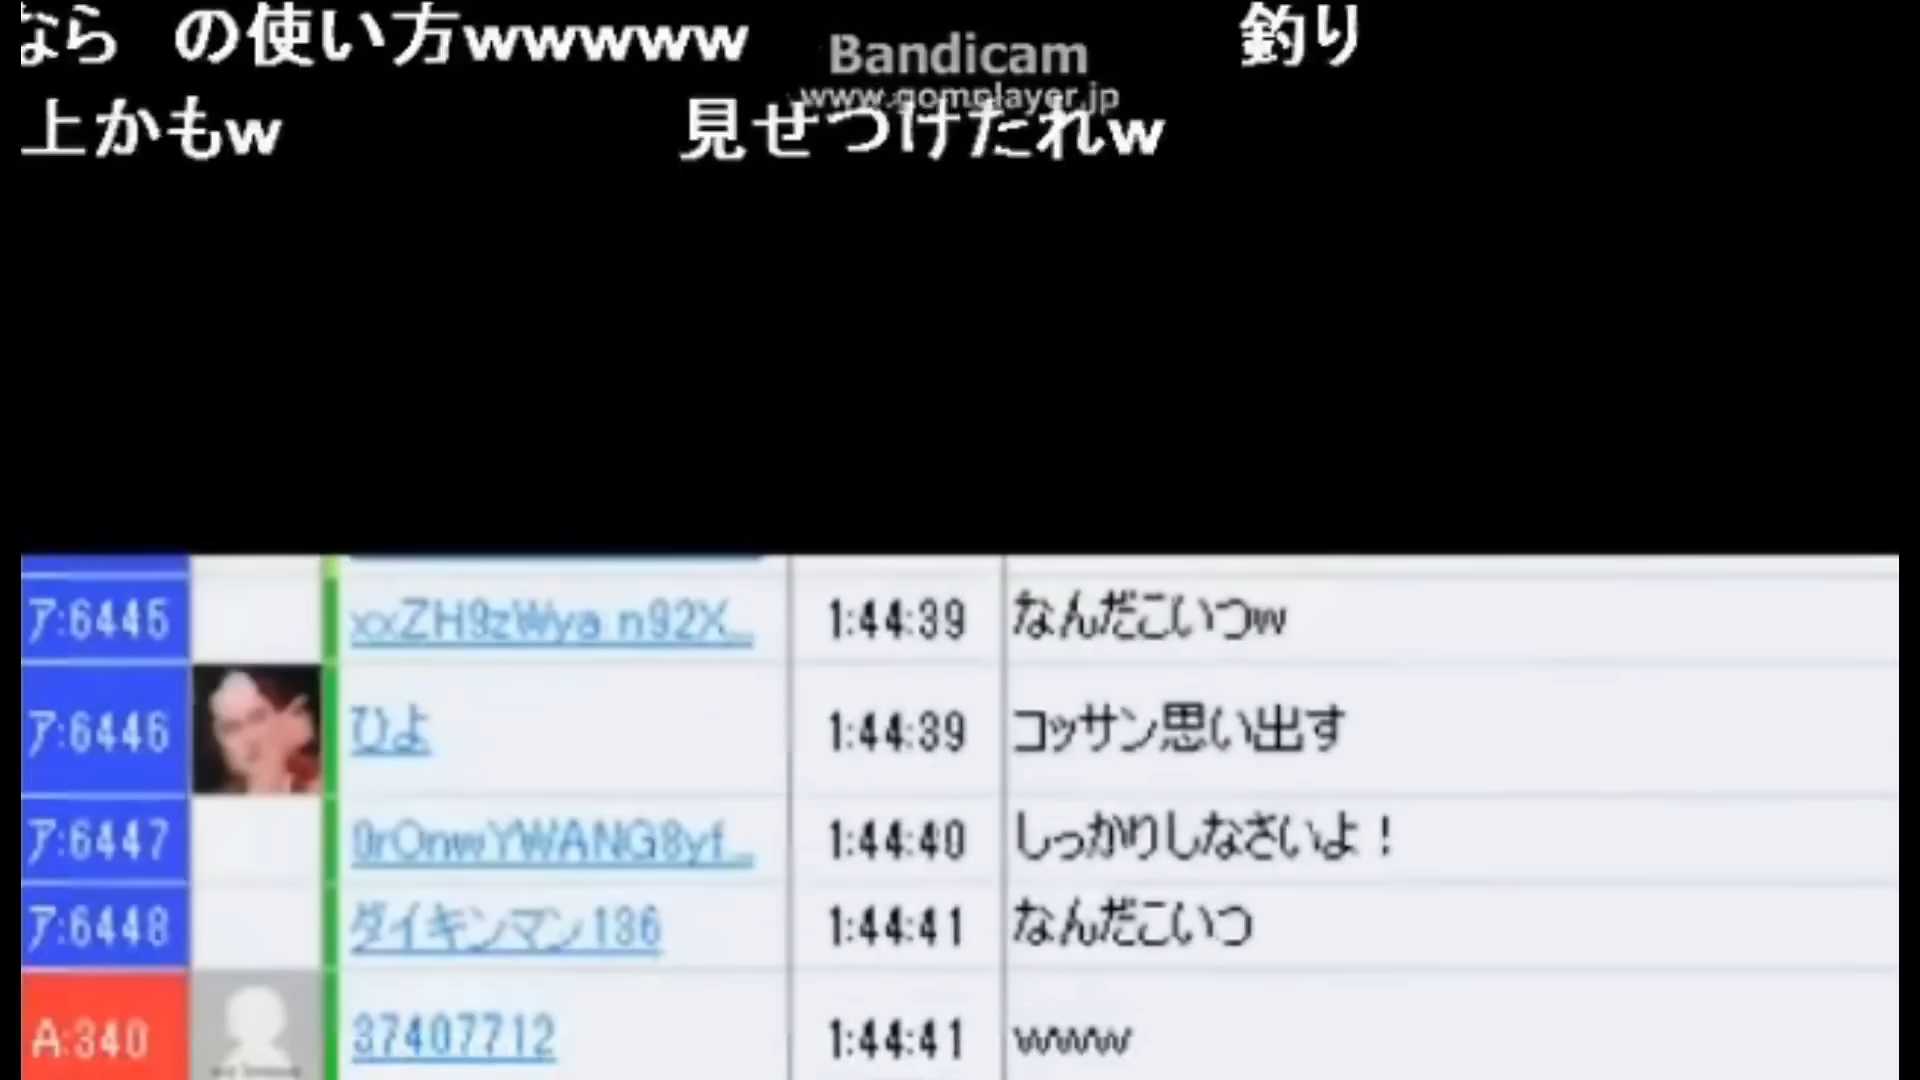 なら の使い方wwwww 釣り
Bandicam
www.gomplayer.jp
上かもw 見せつけたれw
ア:6445 xxZH9zWya n92X... 1:44:39 なんだこいつw
ア:6446 ひよ 1:44:39 コッサン思い出す
ア:6447 9rOnwYWANG8yf... 1:44:40 しっかりしなさいよ！
ア:6448 ダイキンマン136 1:44:41 なんだこいつ
A:340 37407712 1:44:41 www